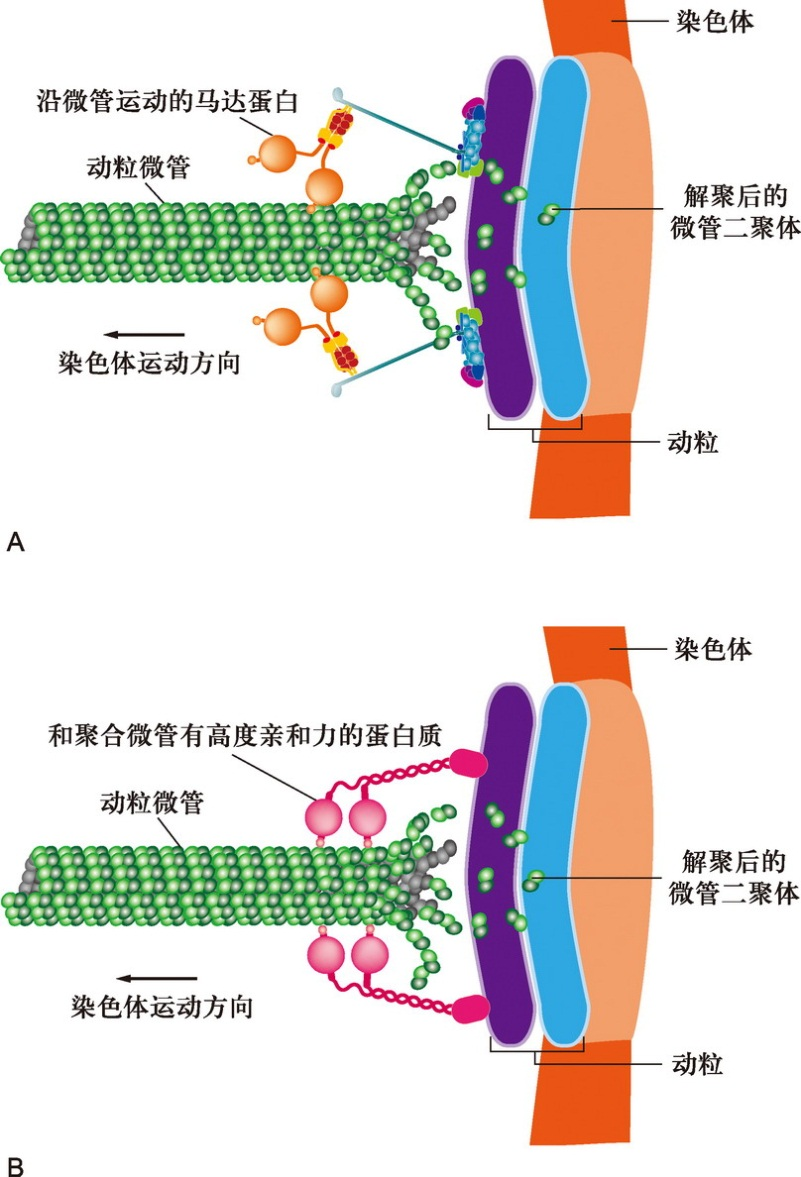 染色体
沿微管运动的马达蛋白
动粒微管
解聚后的
微管二聚体
染色体运动方向
动粒
A
染色体
和聚合微管有高度亲和力的蛋白质
动粒微管
解聚后的
微管二聚体
染色体运动方向
动粒
B